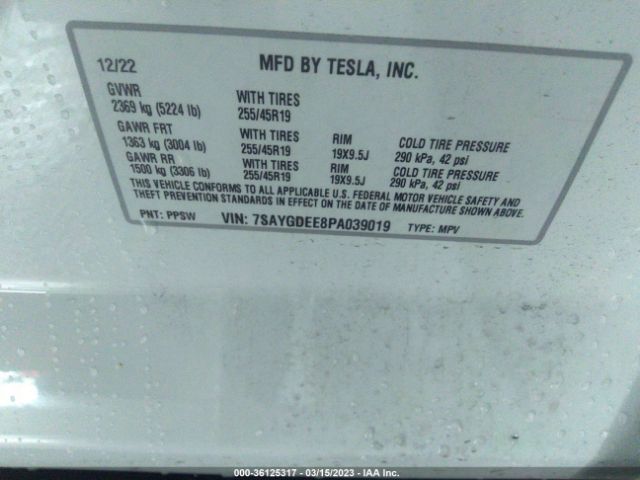 12/22 MFD BY TESLA, INC.
GVWR
2369 kg (5224 lb) WITH TIRES 255/45R19
GAWR FRT
1363 kg (3004 lb) WITH TIRES 255/45R19 RIM 19X9.5J COLD TIRE PRESSURE 290 kPa, 42 psi
GAWR RR
1500 kg (3306 lb) WITH TIRES 255/45R19 RIM 19X9.5J COLD TIRE PRESSURE 290 kPa, 42 psi
THIS VEHICLE CONFORMS TO ALL APPLICABLE U.S. FEDERAL MOTOR VEHICLE SAFETY AND
THEFT PREVENTION STANDARDS IN EFFECT ON THE DATE OF MANUFACTURE SHOWN ABOVE.
PNT: PPSW VIN: 7SAYGDEE8PA039019 TYPE: MPV
000-36125317 - 03/15/2023 - IAA Inc.